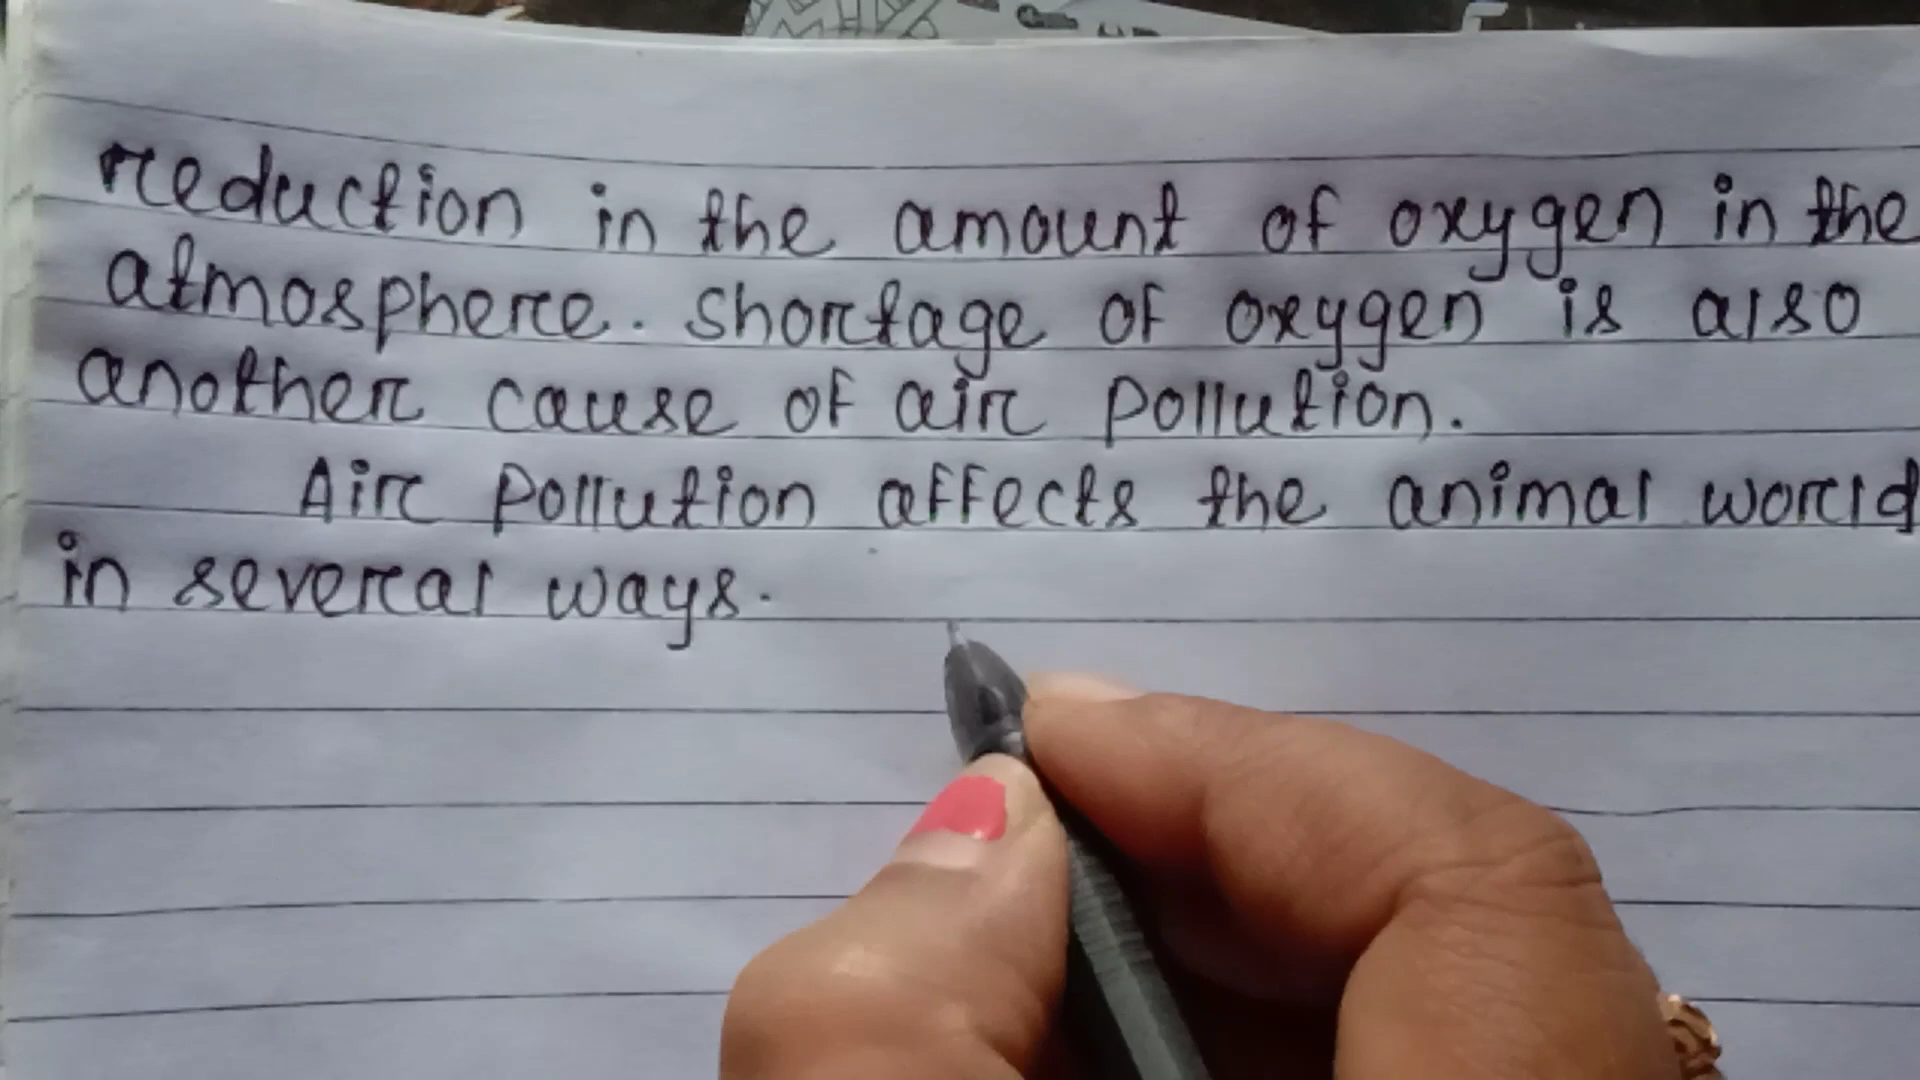 reduction in the amount of oxygen in the
atmosphere. shortage of oxygen is also
another cause of air pollution.
Air pollution affects the animal world
in several ways.